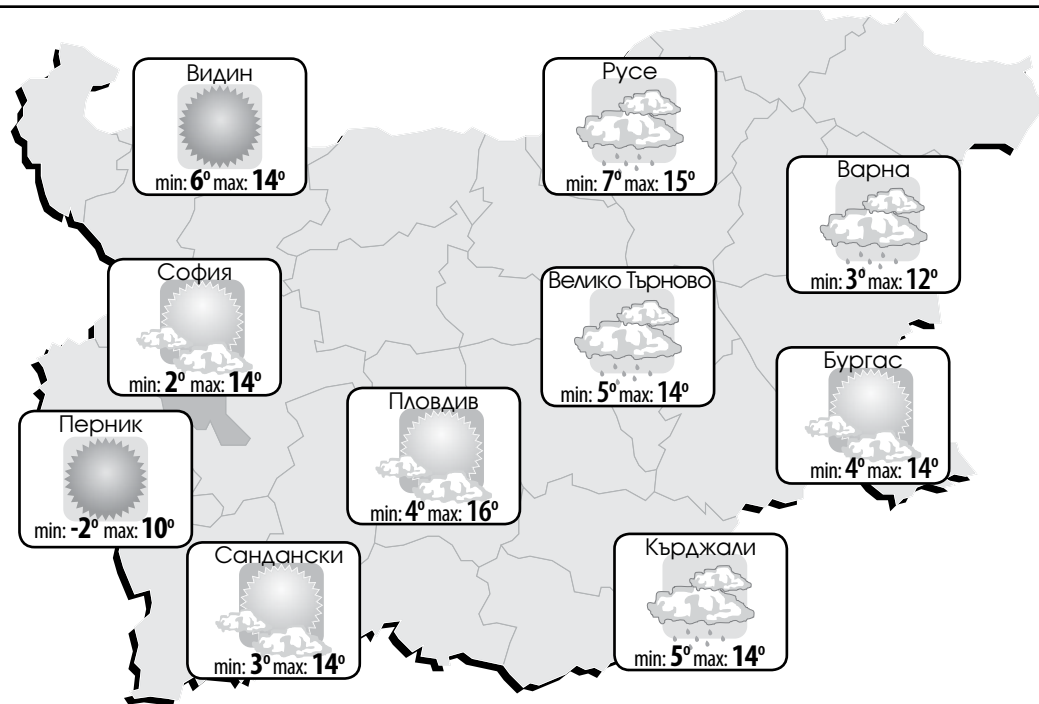 Видин
min: 6° max: 14°
Русе
min: 7° max: 15°
Варна
min: 3° max: 12°
София
min: 2° max: 14°
Велико Търново
min: 5° max: 14°
Бургас
min: 4° max: 14°
Пловдив
min: 4° max: 16°
Перник
min: -2° max: 10°
Сандански
min: 3° max: 14°
Кърджали
min: 5° max: 14°